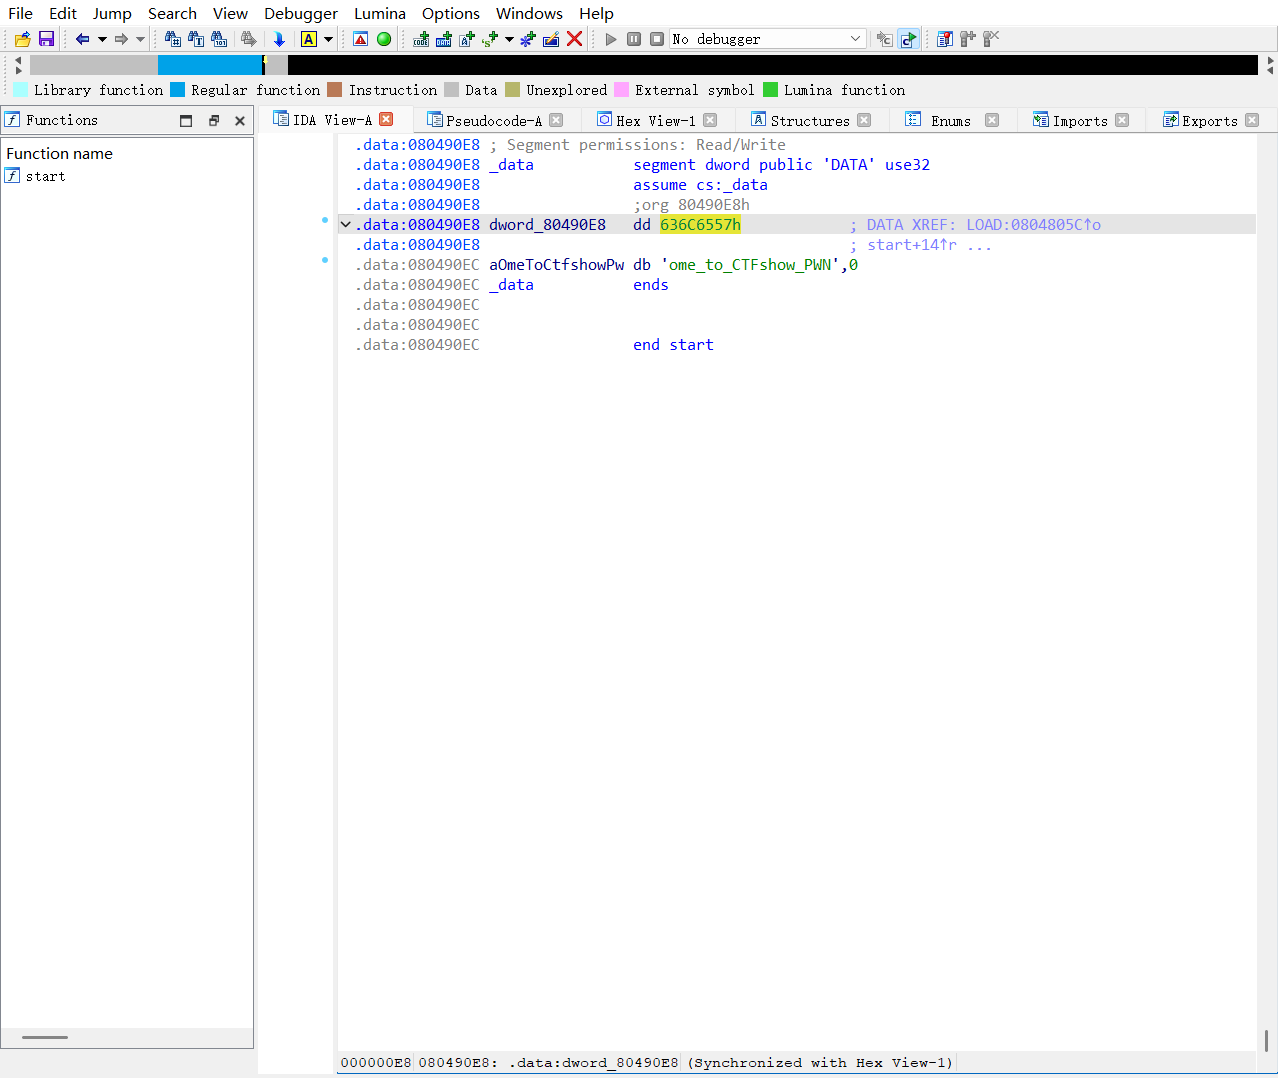 File Edit Jump Search View Debugger Lumina Options Windows Help
A No debugger
Library function Regular function Instruction Data Unexplored External symbol Lumina function
Functions IDA View-A Pseudocode-A Hex View-1 Structures Enums Imports Exports
Function name
start
.data:080490E8 ; Segment permissions: Read/Write
.data:080490E8 _data segment dword public 'DATA' use32
.data:080490E8 assume cs:_data
.data:080490E8 ;org 80490E8h
.data:080490E8 dword_80490E8 dd 636C6557h ; DATA XREF: LOAD:0804805C↑o
.data:080490E8 ; start+14↑r ...
.data:080490EC aOmeToCtfshowPw db 'ome_to_CTFshow_PWN',0
.data:080490EC _data ends
.data:080490EC
.data:080490EC
.data:080490EC end start
000000E8 080490E8: .data:dword_80490E8 (Synchronized with Hex View-1)